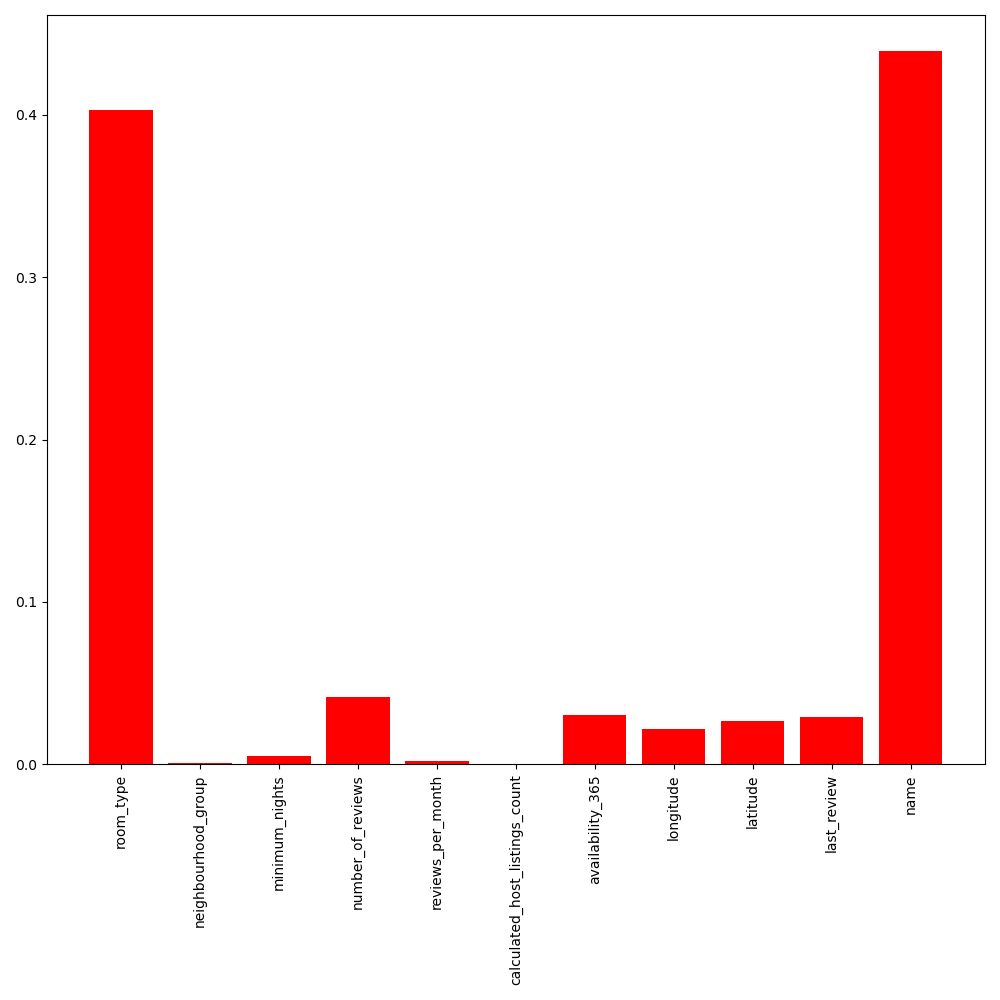 0.4
0.3
0.2
0.1
0.0
room_type
neighbourhood_group
minimum_nights
number_of_reviews
reviews_per_month
calculated_host_listings_count
availability_365
longitude
latitude
last_review
name